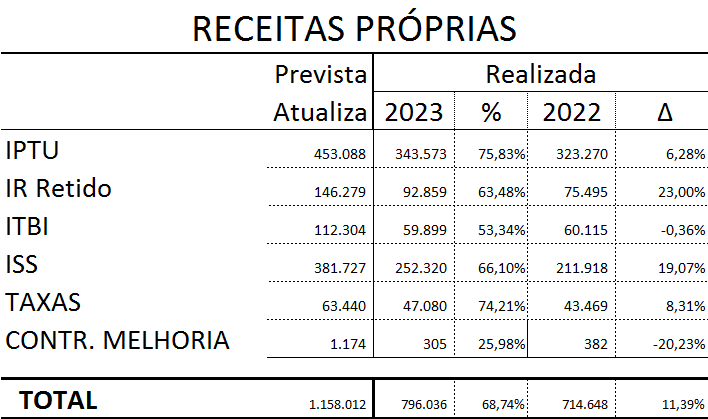 RECEITAS PRÓPRIAS
Prevista Realizada
Atualiza 2023 % 2022 Δ
IPTU 453.088 343.573 75,83% 323.270 6,28%
IR Retido 146.279 92.859 63,48% 75.495 23,00%
ITBI 112.304 59.899 53,34% 60.115 -0,36%
ISS 381.727 252.320 66,10% 211.918 19,07%
TAXAS 63.440 47.080 74,21% 43.469 8,31%
CONTR. MELHORIA 1.174 305 25,98% 382 -20,23%
TOTAL 1.158.012 796.036 68,74% 714.648 11,39%